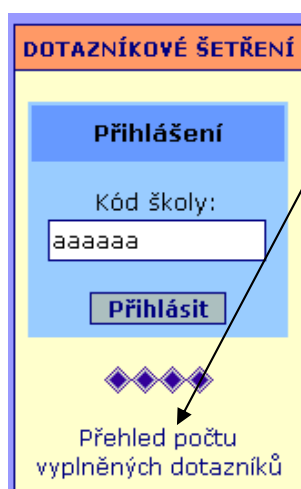 DOTAZNÍKOVÉ ŠETŘENÍ
Přihlášení
Kód školy:
aaaaaa
Přihlásit
Přehled počtu
vyplněných dotazníků